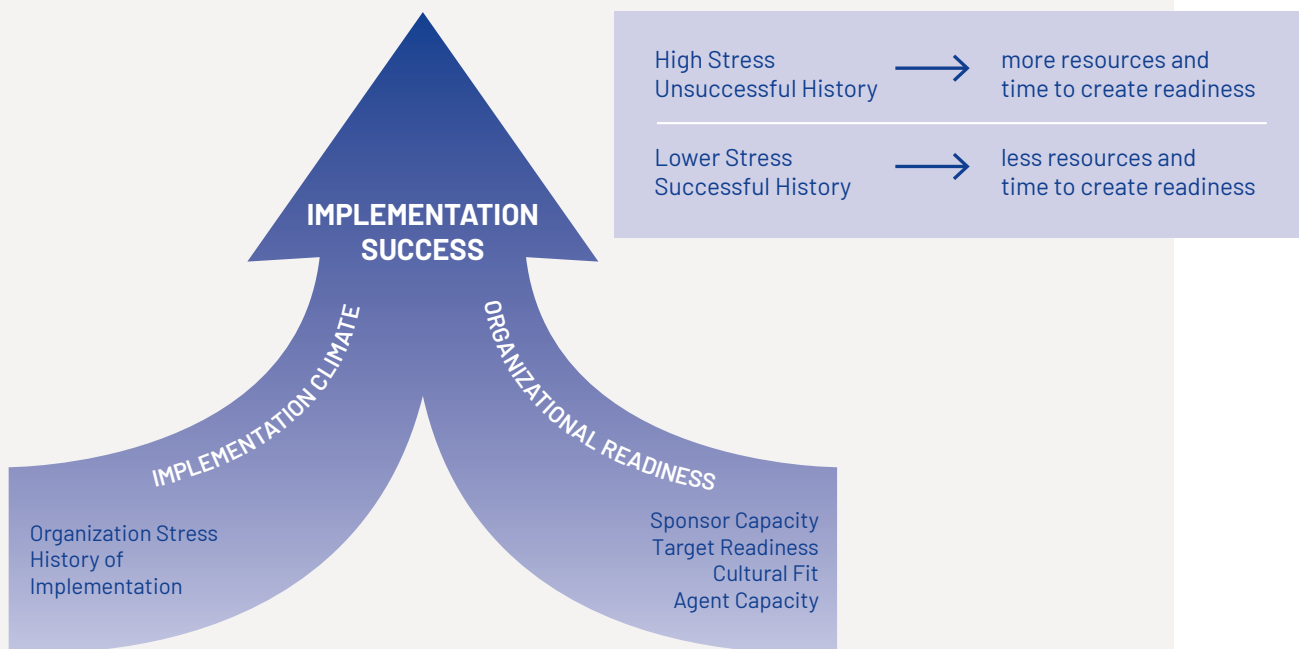 High Stress
Unsuccessful History
more resources and
time to create readiness
Lower Stress
Successful History
less resources and
time to create readiness
IMPLEMENTATION
SUCCESS
IMPLEMENTATION CLIMATE
ORGANIZATIONAL READINESS
Organization Stress
History of
Implementation
Sponsor Capacity
Target Readiness
Cultural Fit
Agent Capacity